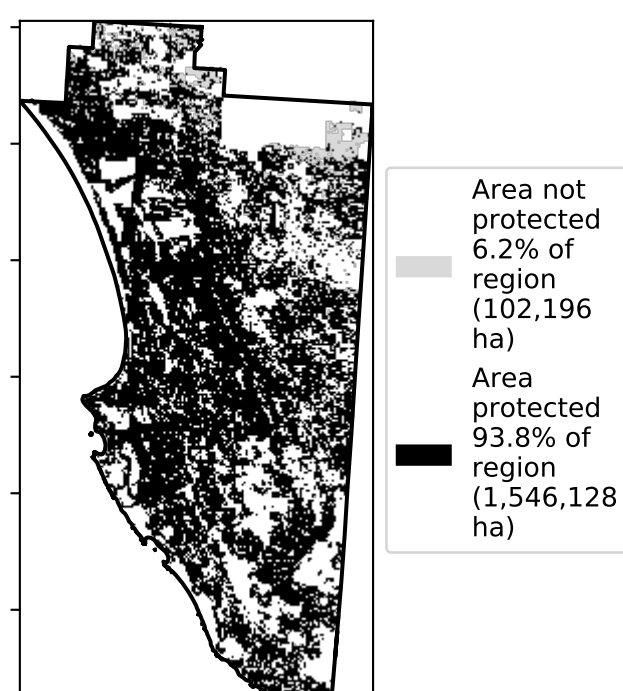 Area not
protected
6.2% of
region
(102,196
ha)
Area
protected
93.8% of
region
(1,546,128
ha)